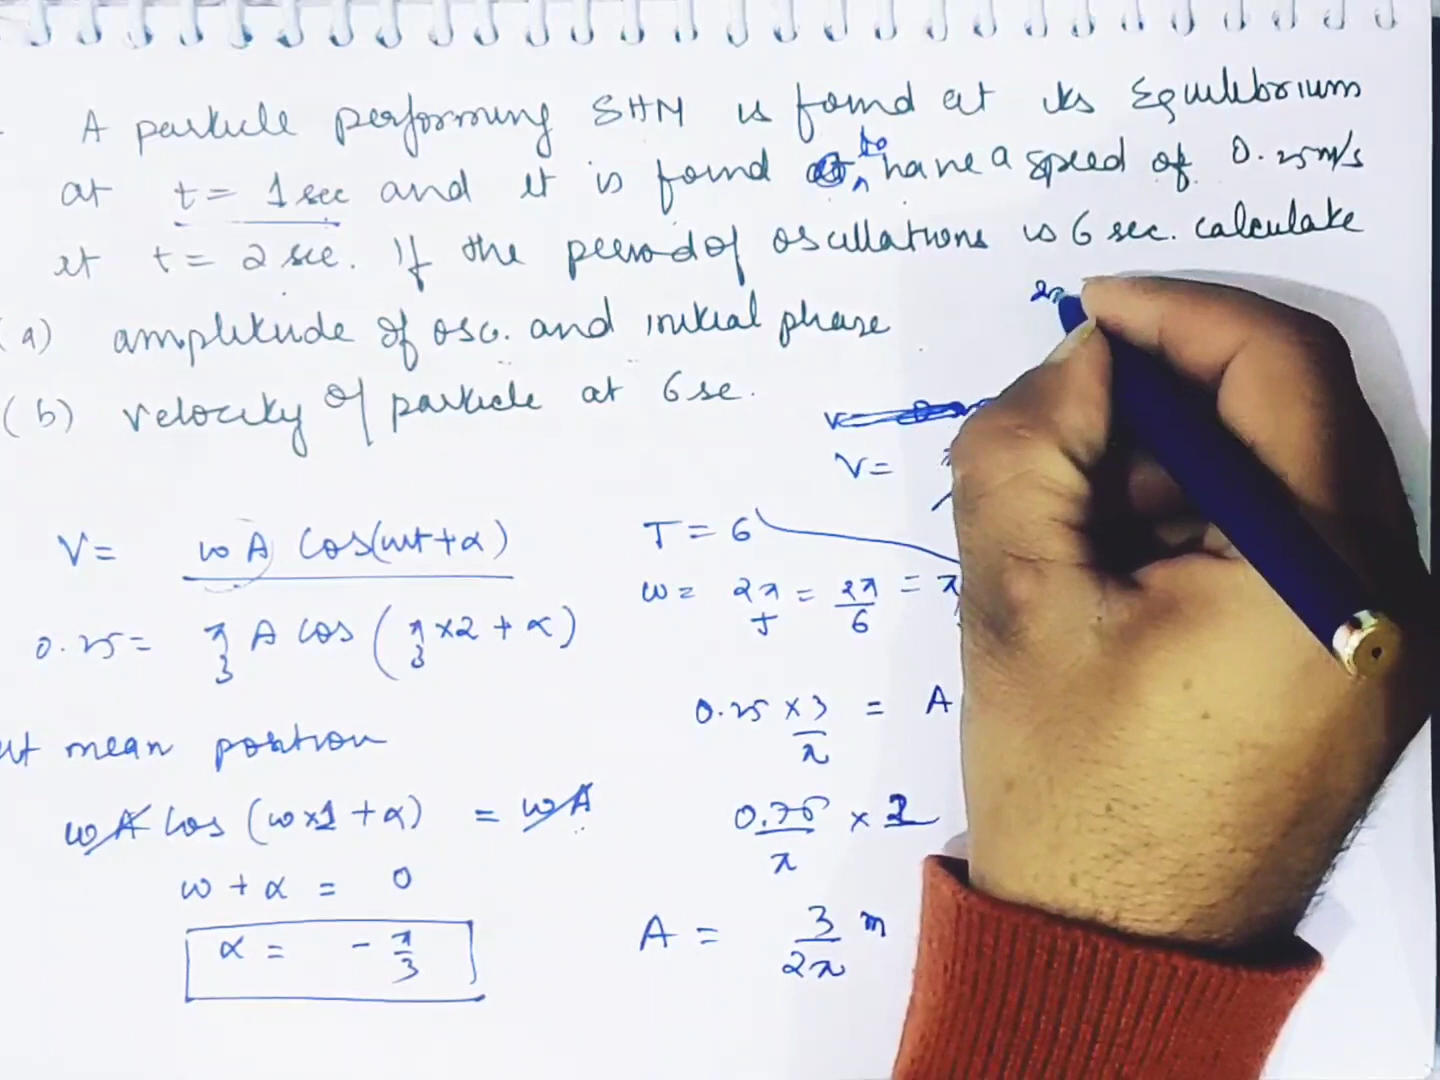 A particle performing SHM is found at its Equilibrium
at t = 1 sec and it is found to have a speed of 0.25 m/s
at t = 2 sec. If the period of oscillations is 6 sec. calculate
(a) amplitude of osc. and initial phase
(b) velocity of particle at 6 se.
V =
V = ωA Cos(ωt + α)
T = 6
ω = 2π/T = 2π/6 = π
0.25 = π/3 A cos (π/3 × 2 + α)
0.25 × 3/π = A
at mean position
0.75/π × 2
ωA cos (ω×1 + α) = ωA
ω + α = 0
α = - π/3
A = 3/2π m